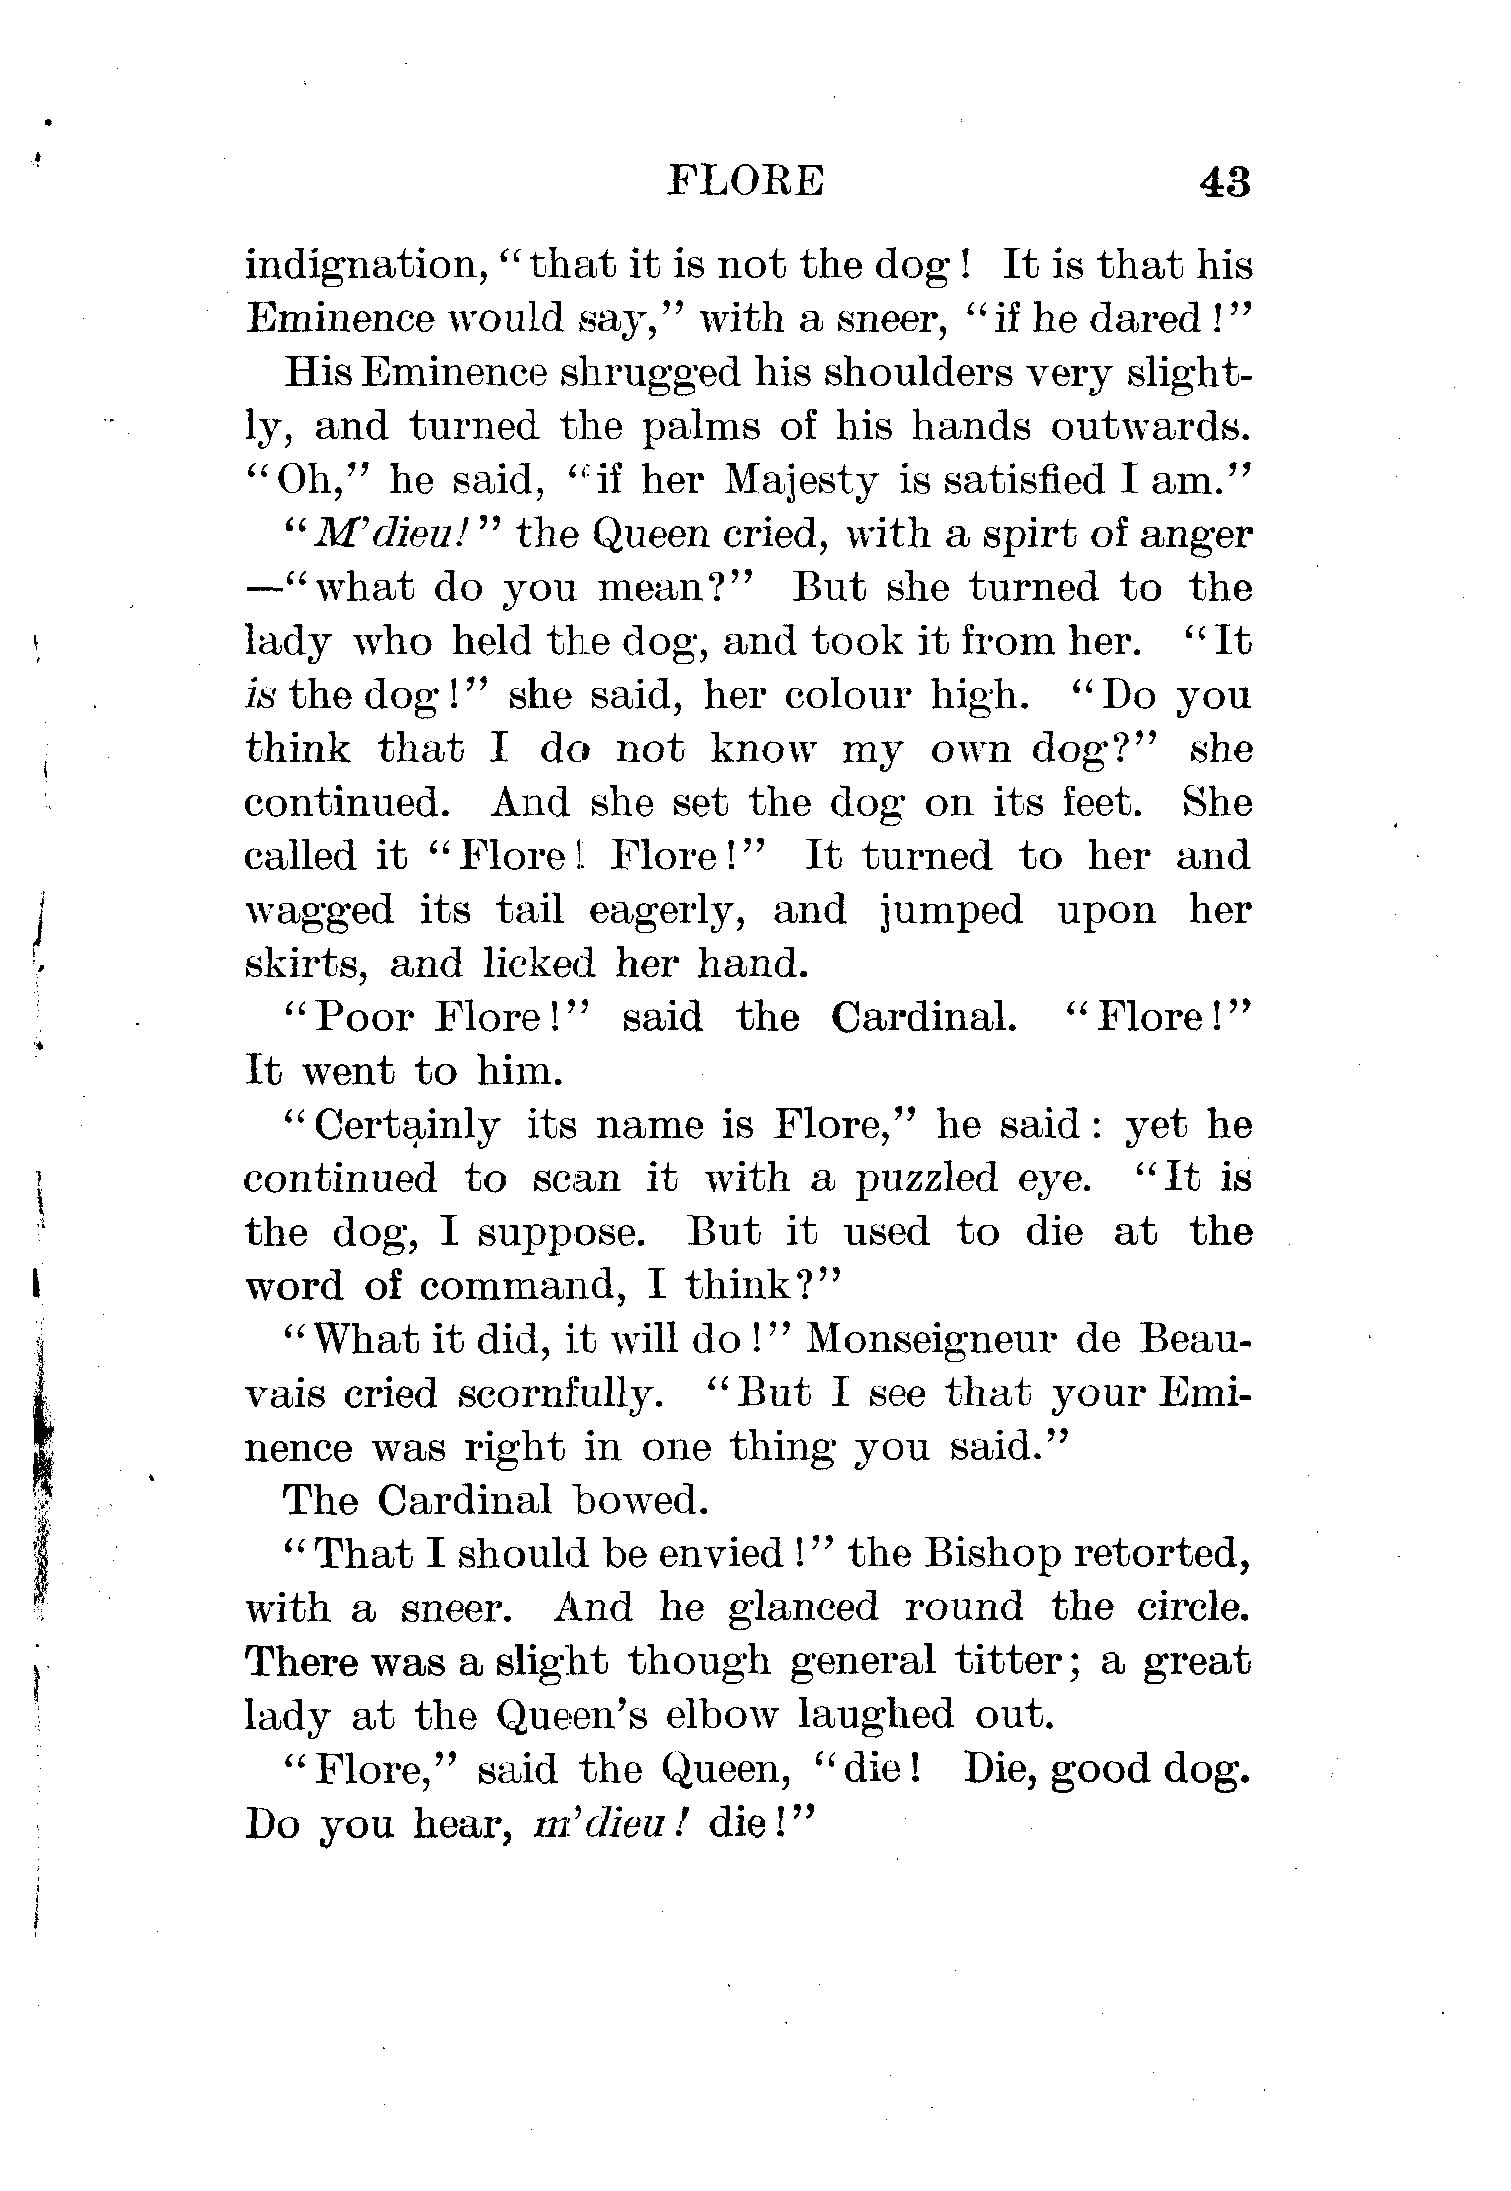 FLORE 43
indignation, "that it is not the dog! It is that his
Eminence would say," with a sneer, "if he dared!"
His Eminence shrugged his shoulders very slight-
ly, and turned the palms of his hands outwards.
"Oh," he said, "if her Majesty is satisfied I am."
"M'dieu!" the Queen cried, with a spirt of anger
—"what do you mean?" But she turned to the
lady who held the dog, and took it from her. "It
is the dog!" she said, her colour high. "Do you
think that I do not know my own dog?" she
continued. And she set the dog on its feet. She
called it "Flore! Flore!" It turned to her and
wagged its tail eagerly, and jumped upon her
skirts, and licked her hand.
"Poor Flore!" said the Cardinal. "Flore!"
It went to him.
"Certainly its name is Flore," he said: yet he
continued to scan it with a puzzled eye. "It is
the dog, I suppose. But it used to die at the
word of command, I think?"
"What it did, it will do!" Monseigneur de Beau-
vais cried scornfully. "But I see that your Emi-
nence was right in one thing you said."
The Cardinal bowed.
"That I should be envied!" the Bishop retorted,
with a sneer. And he glanced round the circle.
There was a slight though general titter; a great
lady at the Queen's elbow laughed out.
"Flore," said the Queen, "die! Die, good dog.
Do you hear, m'dieu! die!"